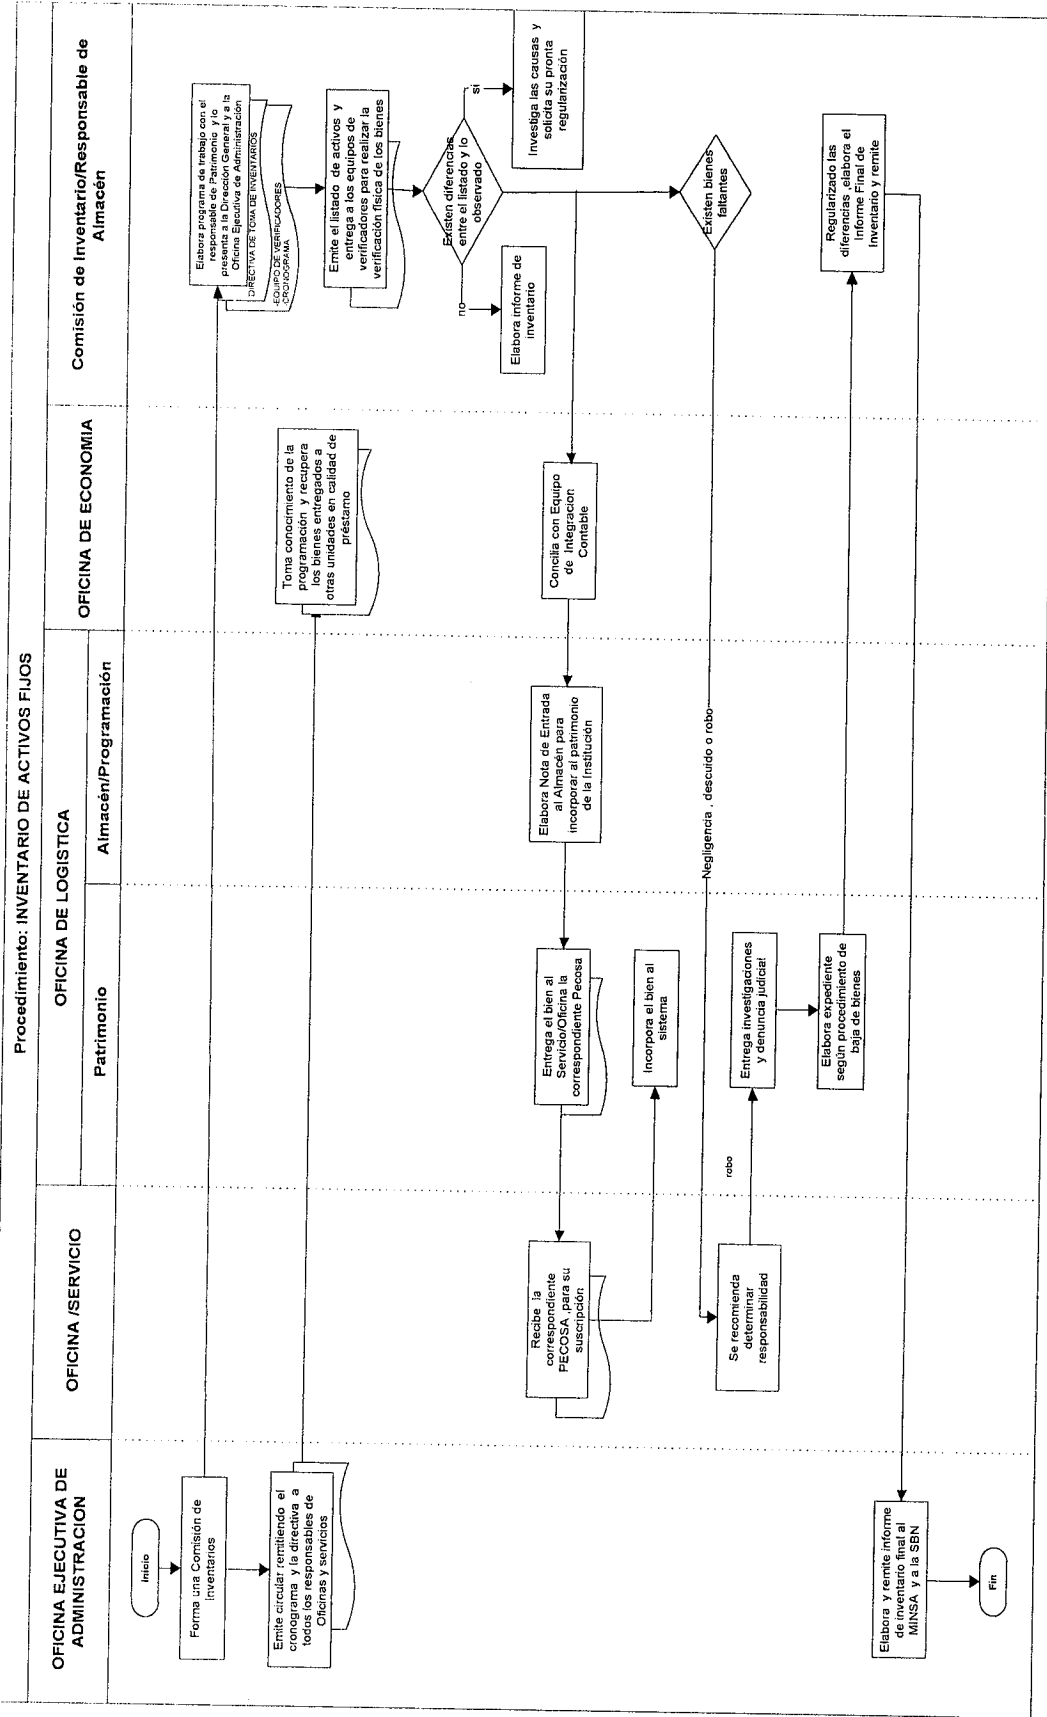 Procedimiento: INVENTARIO DE ACTIVOS FIJOS
OFICINA EJECUTIVA DE
ADMINISTRACION
OFICINA /SERVICIO
OFICINA DE LOGISTICA
Patrimonio
Almacén/Programación
OFICINA DE ECONOMIA
Comisión de Inventario/Responsable de
Almacén
Inicio
Forma una Comisión de
Inventarios
Elabora programa de trabajo con el
responsable de Patrimonio y lo
presenta a la Dirección General y a la
Oficina Ejecutiva de Administración
DIRECTIVA DE TOMA DE INVENTARIOS
-EQUIPO DE VERIFICADORES
-CRONOGRAMA
Emite circular remitiendo el
cronograma y la directiva a
todos los responsables de
Oficinas y servicios
Toma conocimiento de la
programación y recupera
los bienes entregados a
otras unidades en calidad de
préstamo
Emite el listado de activos y
entrega a los equipos de
verificadores para realizar la
verificación física de los bienes
Existen diferencias
entre el listado y lo
observado
no
si
Elabora informe de
inventario
Investiga las causas y
solicita su pronta
regularización
Concilia con Equipo
de Integracion
Contable
Elabora Nota de Entrada
al Almacén para
incorporar al patrimonio
de la Institución
Entrega el bien al
Servicio/Oficina la
correspondiente Pecosa
Recibe la
correspondiente
PECOSA ,para su
suscripción
Incorpora el bien al
sistema
Existen bienes
faltantes
Negligencia , descuido o robo
Se recomienda
determinar
responsabilidad
robo
Entrega investigaciones
y denuncia judicial
Elabora expediente
según procedimiento de
baja de bienes
Regularizado las
diferencias ,elabora el
Informe Final de
Inventario y remite
Elabora y remite informe
de inventario final al
MINSA y a la SBN
Fin